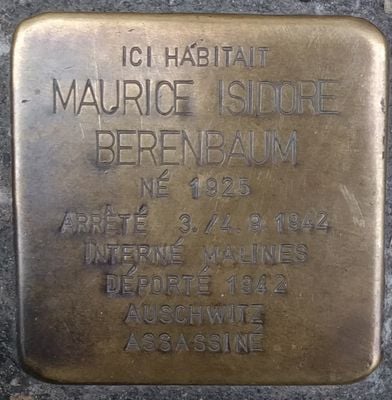 ICI HABITAIT
MAURICE ISIDORE
BERENBAUM
NÉ 1925
ARRÊTÉ 3./4.9.1942
INTERNÉ MALINES
DÉPORTÉ 1942
AUSCHWITZ
ASSASSINÉ